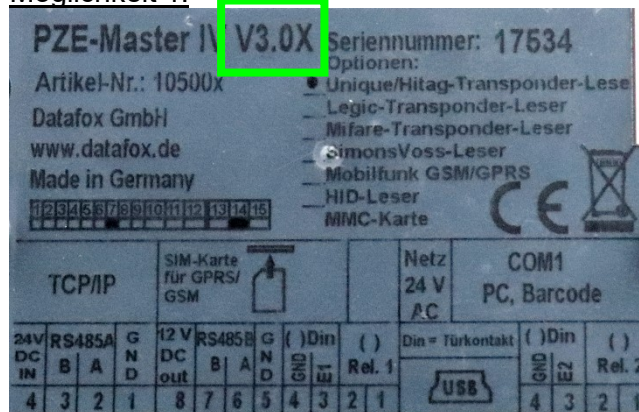 Möglichkeit 1:
PZE-Master IV V3.0X Seriennummer: 17534
Optionen:
Artikel-Nr.: 10500x
Unique/Hitag-Transponder-Lese
Legic-Transponder-Leser
Datafox GmbH
Mifare-Transponder-Leser
www.datafox.de
SimonsVoss-Leser
Made in Germany
Mobilfunk GSM/GPRS
HID-Leser
MMC-Karte
CE
1 2 3 4 5 6 7 8 9 10 11 12 13 14 15
TCP/IP
SIM-Karte
für GPRS/
GSM
Netz
24 V
AC
COM1
PC, Barcode
24V DC IN RS485A B A GND
12 V DC out RS485B B A GND
( )Din GND E1 ( ) Rel. 1
Din = Türkontakt
USB
( )Din GND E2 ( ) Rel. 2
4 3 2 1 8 7 6 5 4 3 2 1 4 3 2 1